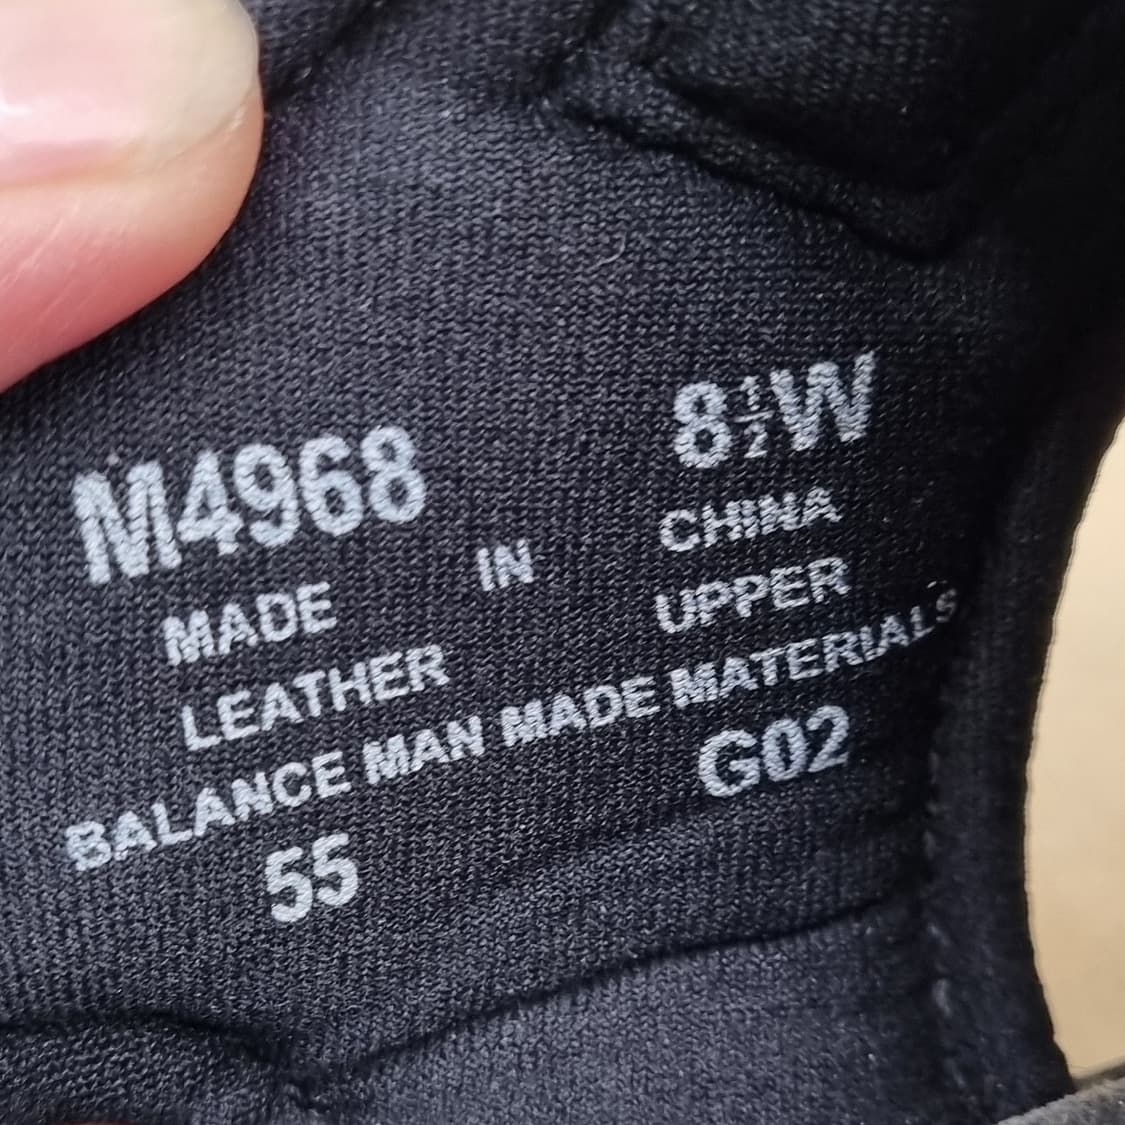 M4968 8½W
MADE IN CHINA
LEATHER UPPER
BALANCE MAN MADE MATERIALS
55 G02